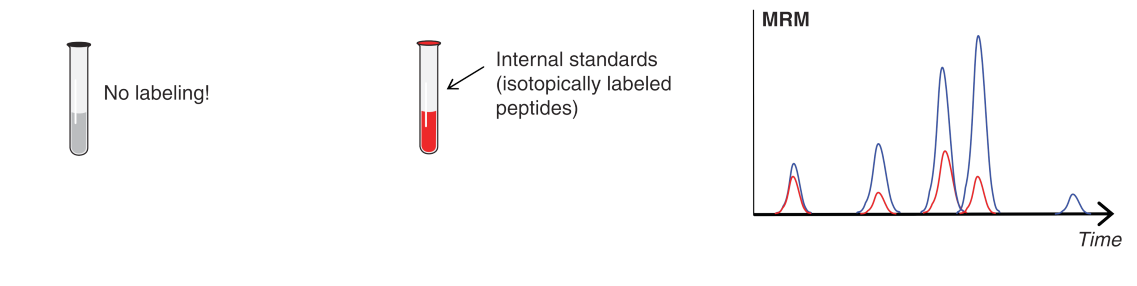 No labeling!
Internal standards
(isotopically labeled
peptides)
MRM
Time